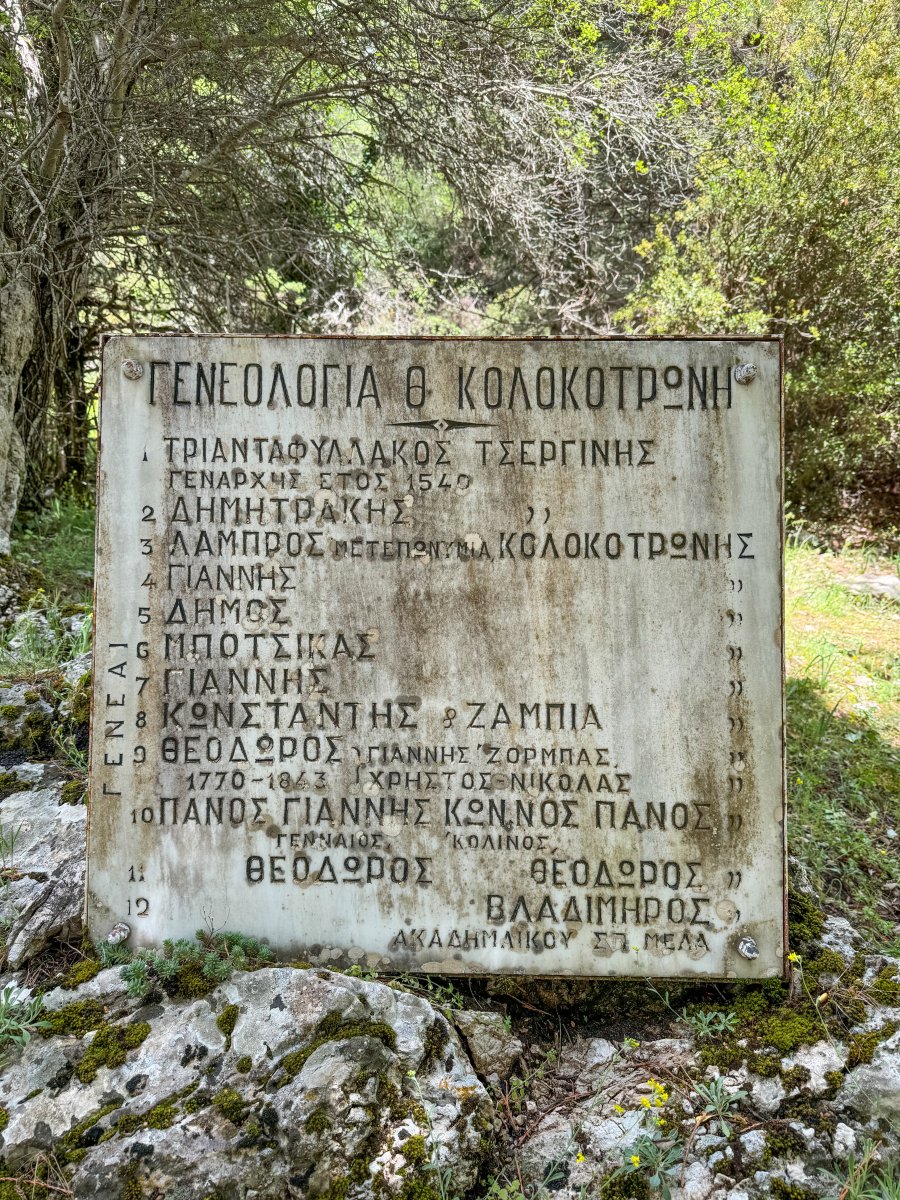 ΓΕΝΕΟΛΟΓΙΑ Θ ΚΟΛΟΚΟΤΡΩΝΗ
1 ΤΡΙΑΝΤΑΦΥΛΛΑΚΟΣ ΤΣΕΡΓΙΝΗΣ
ΓΕΝΑΡΧΗΣ ΕΤΟΣ 1540
2 ΔΗΜΗΤΡΑΚΗΣ ,,
3 ΛΑΜΠΡΟΣ ΜΕΤΕΠΩΝΥΜΙΑ, ΚΟΛΟΚΟΤΡΩΝΗΣ
4 ΓΙΑΝΝΗΣ ,,
5 ΔΗΜΟΣ ,,
6 ΜΠΟΤΣΙΚΑΣ ,,
7 ΓΙΑΝΝΗΣ ,,
8 ΚΩΝΣΤΑΝΤΗΣ & ΖΑΜΠΙΑ ,,
9 ΘΕΟΔΩΡΟΣ, ΓΙΑΝΝΗΣ ΖΟΡΜΠΑΣ, ,,
1770-1843 ΧΡΗΣΤΟΣ-ΝΙΚΟΛΑΣ ,,
10 ΠΑΝΟΣ ΓΙΑΝΝΗΣ ΚΩΝ.ΝΟΣ ΠΑΝΟΣ ,,
ΓΕΝΝΑΙΟΣ, ΚΟΛΙΝΟΣ,
11 ΘΕΟΔΩΡΟΣ ΘΕΟΔΩΡΟΣ ,,
12 ΒΛΑΔΙΜΗΡΟΣ ,
ΑΚΑΔΗΜΑΙΚΟΥ ΣΠ. ΜΕΛΑ
ΓΕΝΕΑΙ